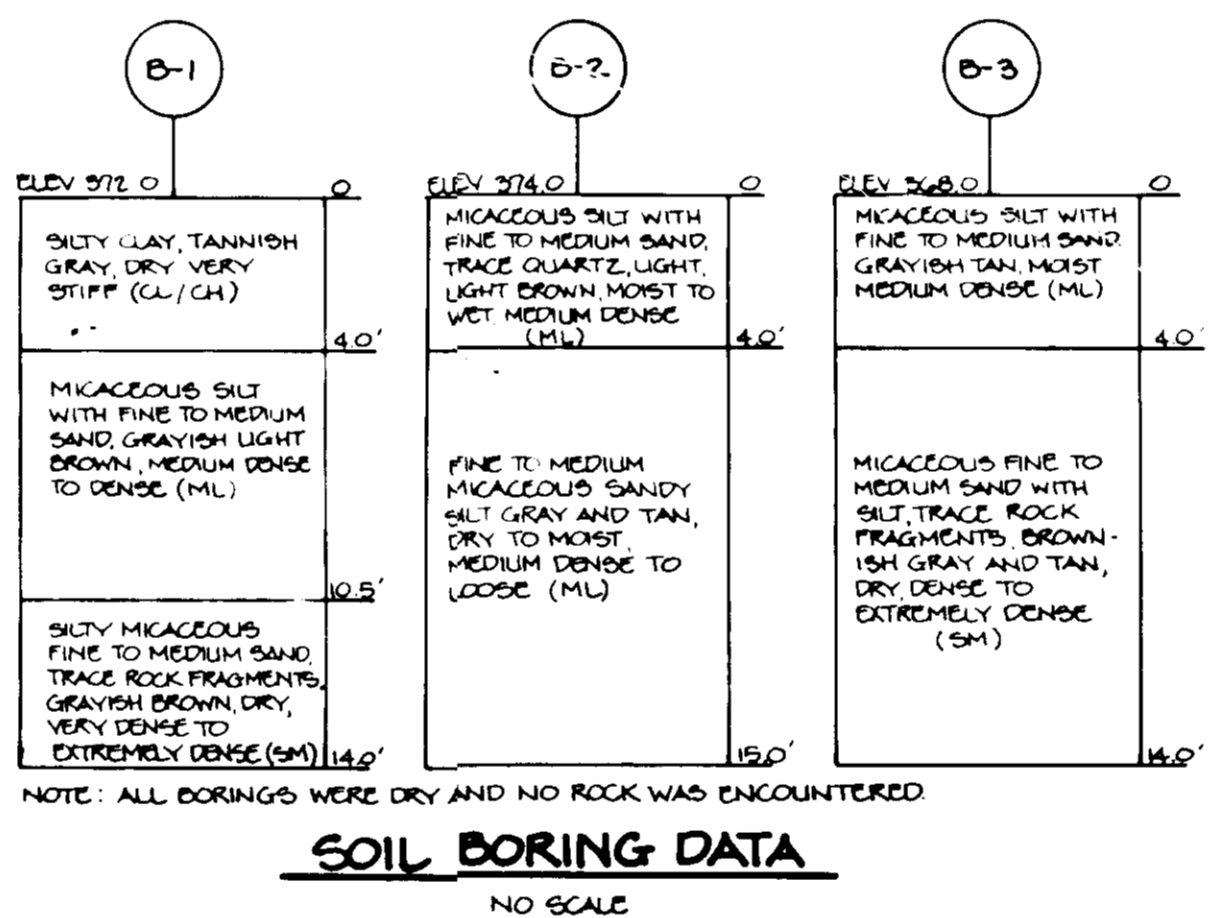 B-1
ELEV 372.0
0
SILTY CLAY, TANNISH
GRAY, DRY VERY
STIFF (CL/CH)
4.0'
MICACEOUS SILT
WITH FINE TO MEDIUM
SAND, GRAYISH LIGHT
BROWN, MEDIUM DENSE
TO DENSE (ML)
10.5'
SILTY MICACEOUS
FINE TO MEDIUM SAND,
TRACE ROCK FRAGMENTS,
GRAYISH BROWN, DRY,
VERY DENSE TO
EXTREMELY DENSE (SM)
14.0'
B-2
ELEV 374.0
0
MICACEOUS SILT WITH
FINE TO MEDIUM SAND,
TRACE QUARTZ, LIGHT,
LIGHT BROWN, MOIST TO
WET, MEDIUM DENSE
(ML)
4.0'
FINE TO MEDIUM
MICACEOUS SANDY
SILT GRAY AND TAN,
DRY TO MOIST,
MEDIUM DENSE TO
LOOSE (ML)
15.0'
B-3
ELEV 368.0
0
MICACEOUS SILT WITH
FINE TO MEDIUM SAND,
GRAYISH TAN, MOIST
MEDIUM DENSE (ML)
4.0'
MICACEOUS FINE TO
MEDIUM SAND WITH
SILT, TRACE ROCK
FRAGMENTS, BROWN-
ISH GRAY AND TAN,
DRY, DENSE TO
EXTREMELY DENSE
(SM)
14.0'
NOTE: ALL BORINGS WERE DRY AND NO ROCK WAS ENCOUNTERED.
SOIL BORING DATA
NO SCALE